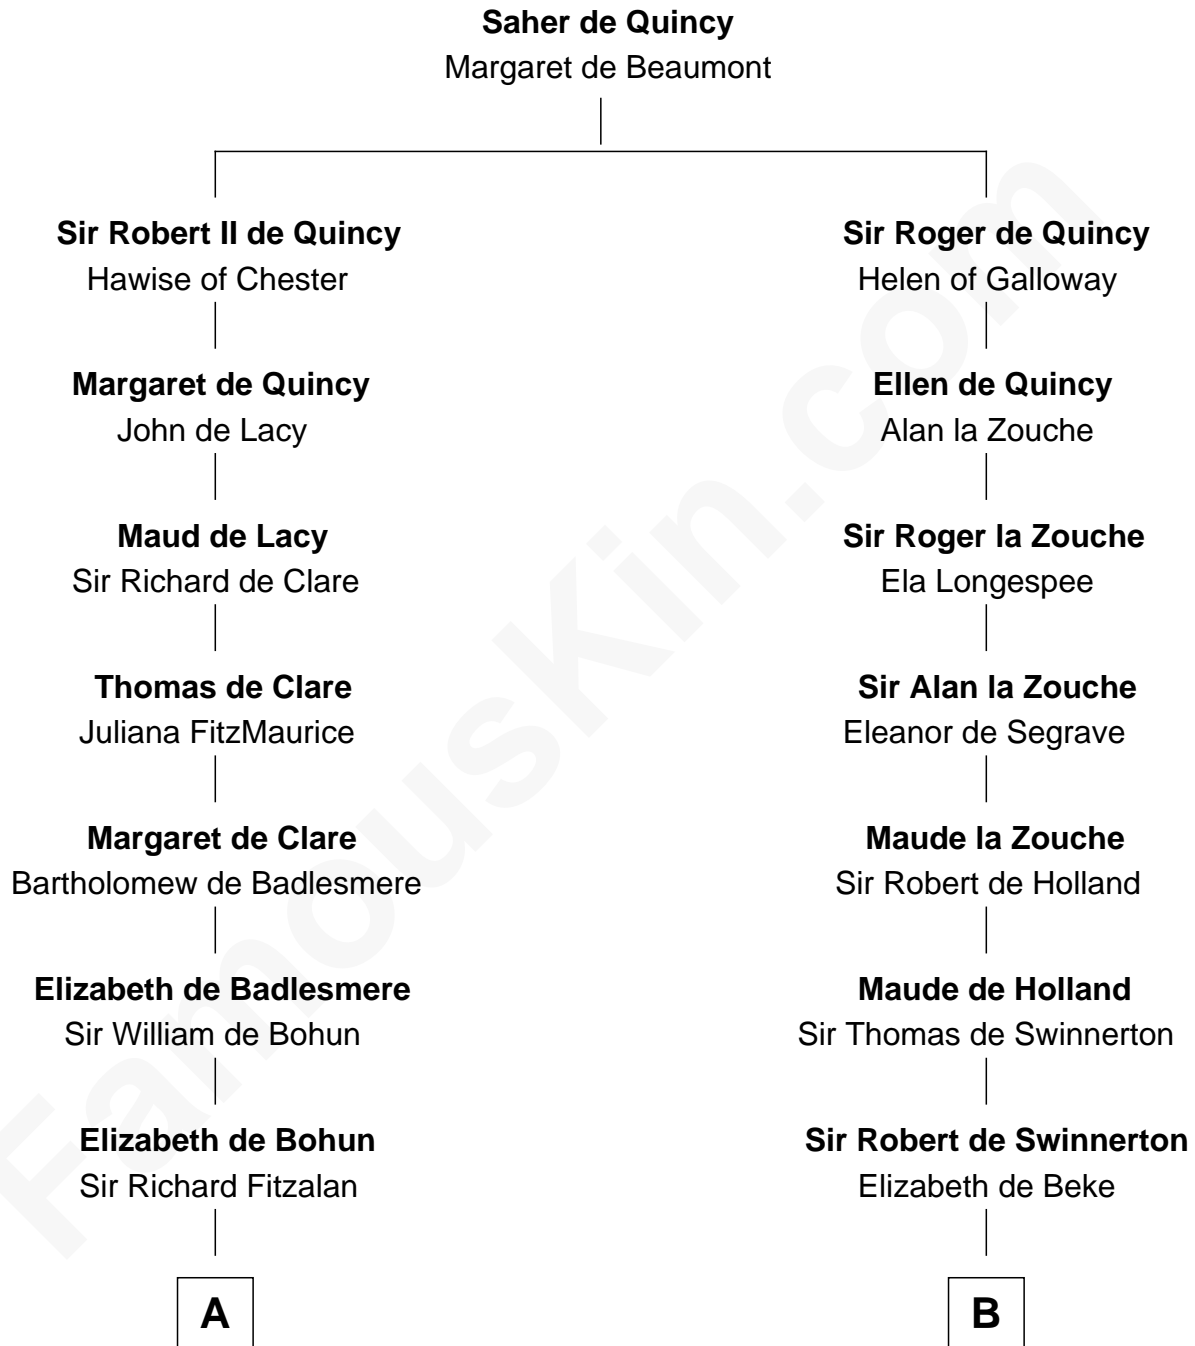 Saher de Quincy
Margaret de Beaumont
Sir Robert II de Quincy
Hawise of Chester
Sir Roger de Quincy
Helen of Galloway
Margaret de Quincy
John de Lacy
Ellen de Quincy
Alan la Zouche
Maud de Lacy
Sir Richard de Clare
Sir Roger la Zouche
Ela Longespee
Thomas de Clare
Juliana FitzMaurice
Sir Alan la Zouche
Eleanor de Segrave
Margaret de Clare
Bartholomew de Badlesmere
Maude la Zouche
Sir Robert de Holland
Elizabeth de Badlesmere
Sir William de Bohun
Maude de Holland
Sir Thomas de Swinnerton
Elizabeth de Bohun
Sir Richard Fitzalan
Sir Robert de Swinnerton
Elizabeth de Beke
A
B
FamousKin.com